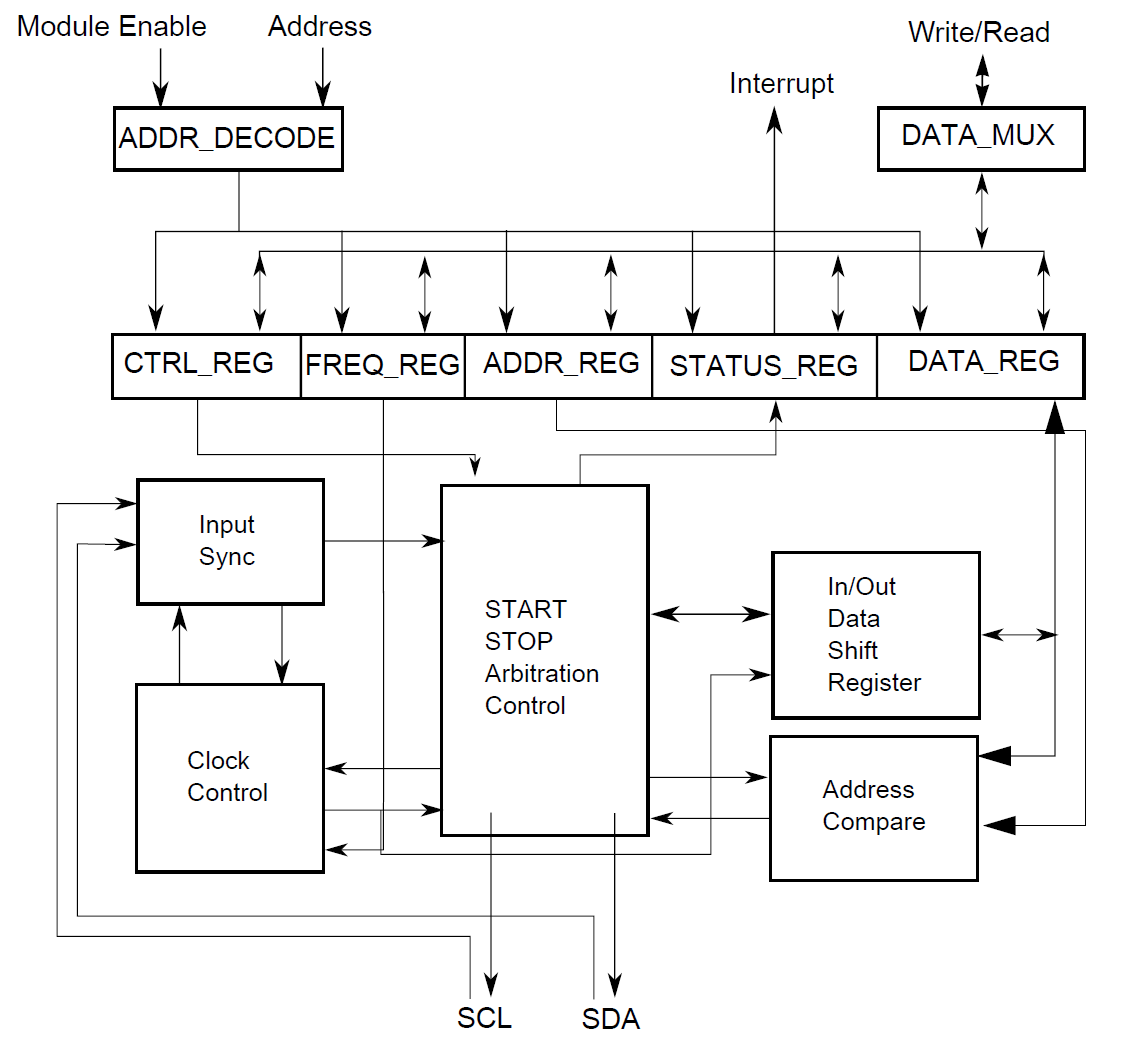 Module Enable
Address
Write/Read
Interrupt
ADDR_DECODE
DATA_MUX
CTRL_REG
FREQ_REG
ADDR_REG
STATUS_REG
DATA_REG
Input
Sync
START
STOP
Arbitration
Control
In/Out
Data
Shift
Register
Clock
Control
Address
Compare
SCL
SDA